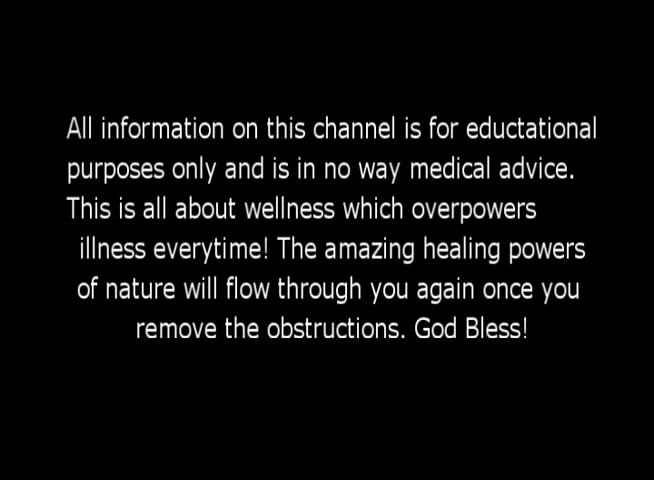 All information on this channel is for eductational
purposes only and is in no way medical advice.
This is all about wellness which overpowers
illness everytime! The amazing healing powers
of nature will flow through you again once you
remove the obstructions. God Bless!